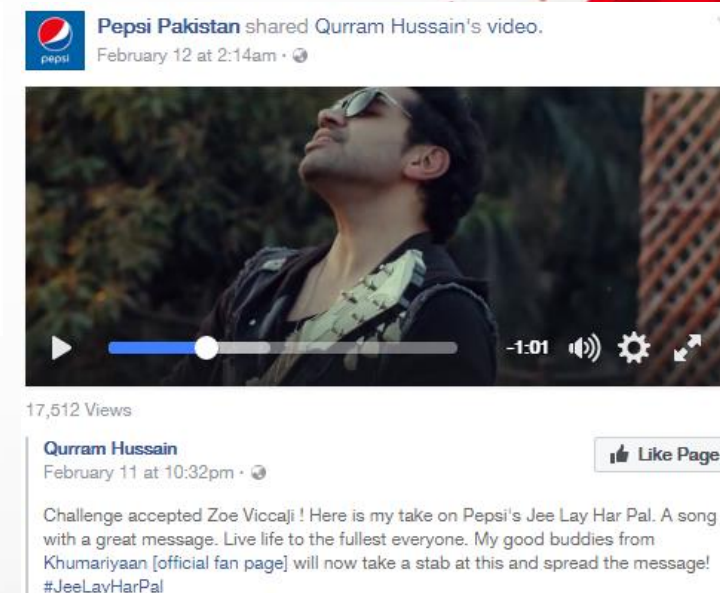 Pepsi Pakistan shared Qurram Hussain's video.
pepsi
February 12 at 2:14am ·
-1:01
17,512 Views
Qurram Hussain
Like Page
February 11 at 10:32pm ·
Challenge accepted Zoe Viccaji ! Here is my take on Pepsi's Jee Lay Har Pal. A song
with a great message. Live life to the fullest everyone. My good buddies from
Khumariyaan [official fan page] will now take a stab at this and spread the message!
#JeeLayHarPal